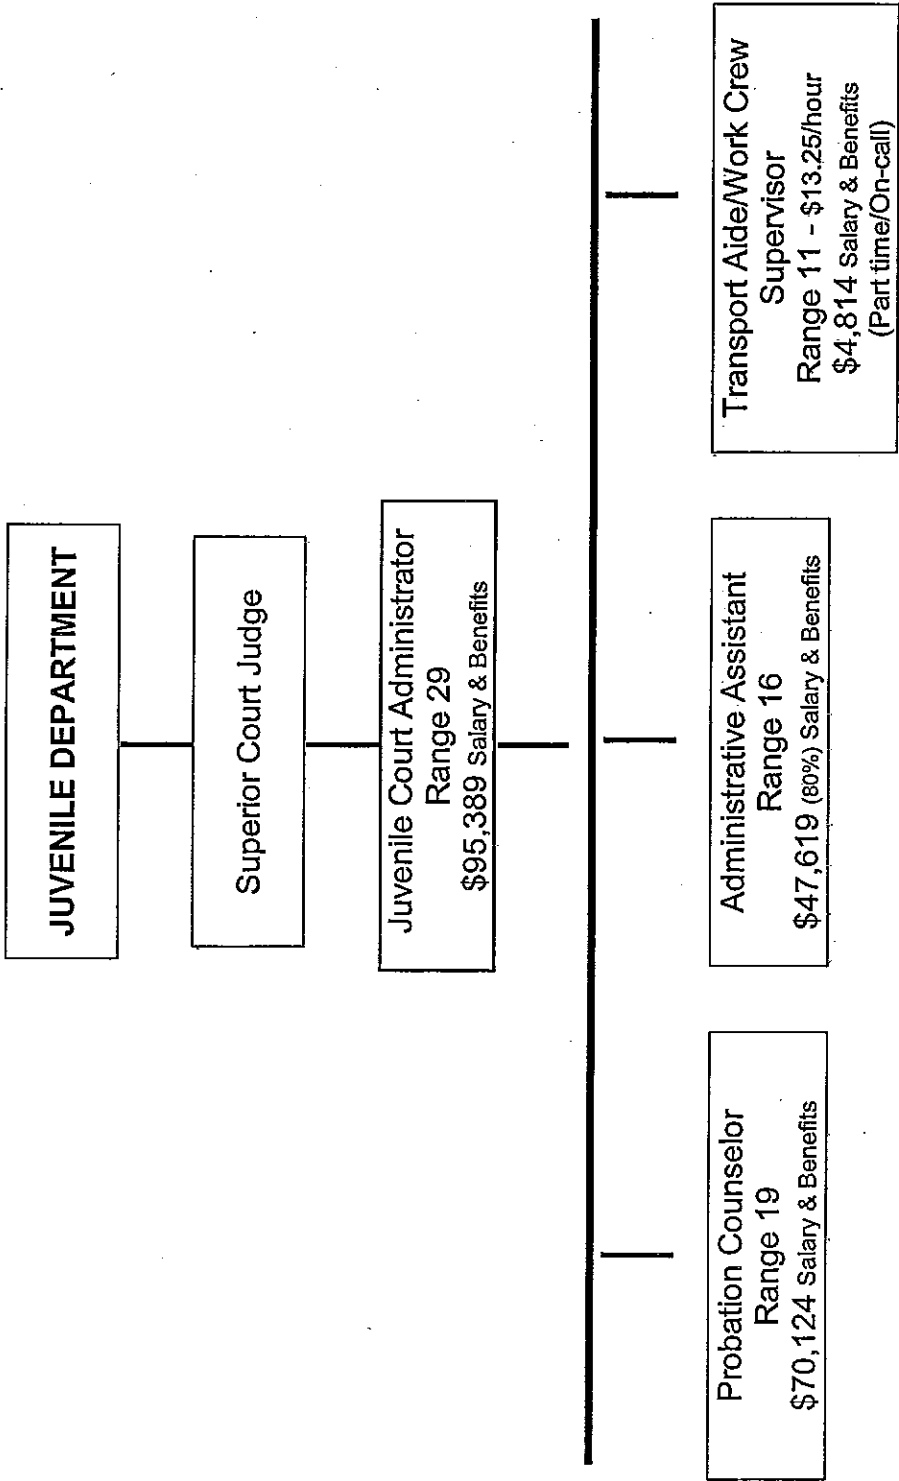 JUVENILE DEPARTMENT
Superior Court Judge
Juvenile Court Administrator
Range 29
$95,389 Salary & Benefits
Probation Counselor
Range 19
$70,124 Salary & Benefits
Administrative Assistant
Range 16
$47,619 (80%) Salary & Benefits
Transport Aide/Work Crew
Supervisor
Range 11 - $13.25/hour
$4,814 Salary & Benefits
(Part time/On-call)